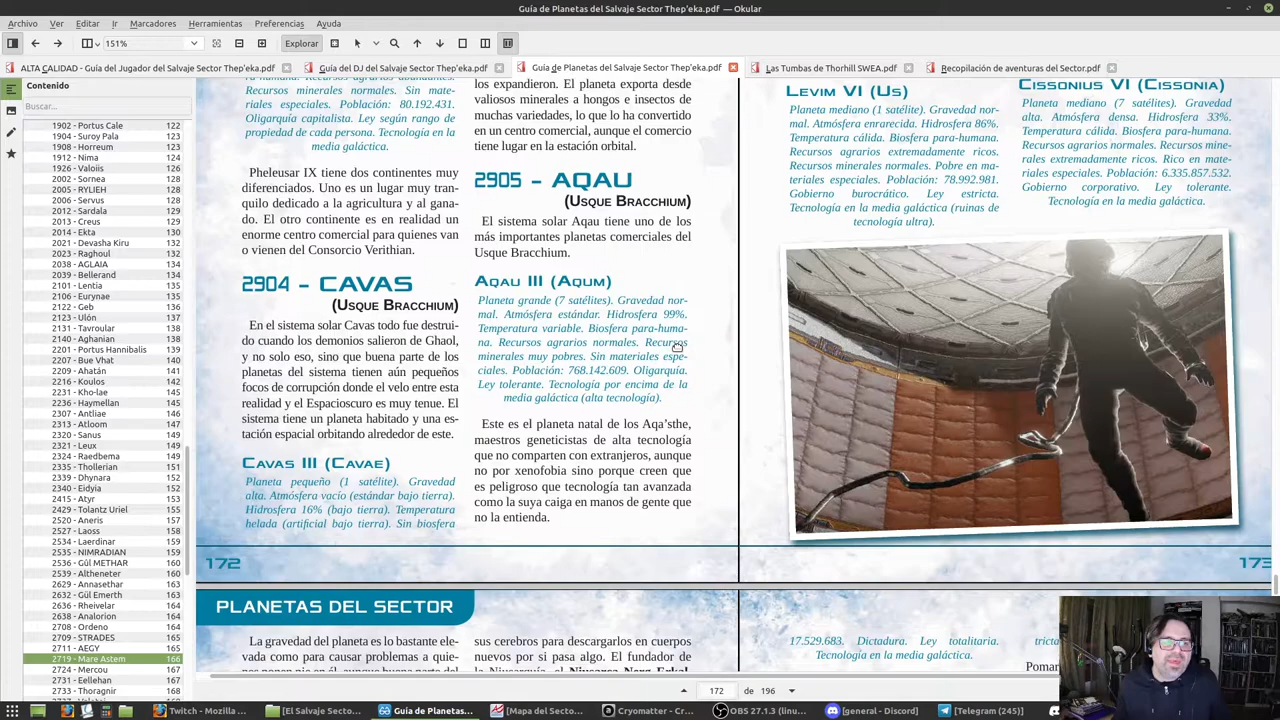 Guía de Planetas del Salvaje Sector Thep'eka.pdf — Okular
Archivo Ver Editar Ir Marcadores Herramientas Preferencias Ayuda
151% Explorar
ALTA CALIDAD - Guía del Jugador del Salvaje Sector Thep'eka.pdf
Guía del DJ del Salvaje Sector Thep'eka.pdf
Guía de Planetas del Salvaje Sector Thep'eka.pdf
Las Tumbas de Thorhill SWEA.pdf
Recopilación de aventuras del Sector.pdf
Contenido
Buscar...
1902 - Portus Cale 122
1904 - Suroy Pala 123
1908 - Horreum 123
1912 - Nima 124
1926 - Valoiis 126
2002 - Sornea 128
2005 - RYLIEH 128
2006 - Servus 128
2012 - Sardala 129
2013 - Creus 129
2014 - Ekta 130
2021 - Devasha Kiru 132
2023 - Raghoul 132
2038 - AGLAIA 134
2039 - Bellerand 134
2101 - Lentia 135
2106 - Eurynae 135
2122 - Geb 136
2123 - Ulón 137
2131 - Tavroular 138
2140 - Aghanian 138
2201 - Portus Hannibalis 139
2207 - Bue Vhat 140
2209 - Ahatán 141
2216 - Koulos 142
2231 - Kho-lae 145
2236 - Haymellan 145
2307 - Antliae 146
2313 - Atloom 147
2320 - Sanus 149
2321 - Leux 149
2324 - Raedbema 149
2335 - Thollerian 151
2339 - Dhynara 152
2340 - Eidyia 152
2415 - Atyr 153
2429 - Tolantz Uriel 155
2520 - Aneris 157
2527 - Laoss 158
2534 - Laerdinar 159
2535 - NIMRADIAN 159
2536 - Gûl METHAR 160
2539 - Altheneter 160
2629 - Annasethar 163
2632 - Gûl Emerth 163
2636 - Rheivelar 164
2638 - Analorion 164
2708 - Ordeno 164
2709 - STRADES 165
2711 - AEGY 165
2719 - Mare Astem 166
2724 - Mercou 167
2731 - Eellehan 167
2733 - Thoragnir 168
riales especiales. Población: 80.192.431.
Oligarquía capitalista. Ley según rango de
propiedad de cada persona. Tecnología en la
media galáctica.
Pheleusar IX tiene dos continentes muy
diferenciados. Uno es un lugar muy tran-
quilo dedicado a la agricultura y al gana-
do. El otro continente es en realidad un
enorme centro comercial para quienes van
o vienen del Consorcio Verithian.
2904 - CAVAS
(Usque Bracchium)
En el sistema solar Cavas todo fue destrui-
do cuando los demonios salieron de Ghaol,
y no solo eso, sino que buena parte de los
planetas del sistema tienen aún pequeños
focos de corrupción donde el velo entre esta
realidad y el Espacioscuro es muy tenue. El
sistema tiene un planeta habitado y una es-
tación espacial orbitando alrededor de este.
Cavas III (Cavae)
Planeta pequeño (1 satélite). Gravedad
alta. Atmósfera vacío (estándar bajo tierra).
Hidrosfera 16% (bajo tierra). Temperatura
helada (artificial bajo tierra). Sin biosfera
los expandieron. El planeta exporta desde
valiosos minerales a hongos e insectos de
muchas variedades, lo que lo ha convertido
en un centro comercial, aunque el comercio
tiene lugar en la estación orbital.
2905 - AQAU
(Usque Bracchium)
El sistema solar Aqau tiene uno de los
más importantes planetas comerciales del
Usque Bracchium.
Aqau III (Aqum)
Planeta grande (7 satélites). Gravedad nor-
mal. Atmósfera estándar. Hidrosfera 99%.
Temperatura variable. Biosfera para-huma-
na. Recursos agrarios normales. Recursos
minerales muy pobres. Sin materiales espe-
ciales. Población: 768.142.609. Oligarquía.
Ley tolerante. Tecnología por encima de la
media galáctica (alta tecnología).
Este es el planeta natal de los Aqa'sthe,
maestros geneticistas de alta tecnología
que no comparten con extranjeros, aunque
no por xenofobia sino porque creen que
es peligroso que tecnología tan avanzada
como la suya caiga en manos de gente que
no la entienda.
172
Levim VI (Us)
Planeta mediano (1 satélite). Gravedad nor-
mal. Atmósfera enrarecida. Hidrosfera 86%.
Temperatura cálida. Biosfera para-humana.
Recursos agrarios extremadamente ricos.
Recursos minerales normales. Pobre en ma-
teriales especiales. Población: 78.992.981.
Gobierno burocrático. Ley estricta.
Tecnología en la media galáctica (ruinas de
tecnología ultra).
Cissonius VI (Cissonia)
Planeta mediano (7 satélites). Gravedad
alta. Atmósfera densa. Hidrosfera 33%.
Temperatura cálida. Biosfera para-humana.
Recursos agrarios normales. Recursos mine-
rales extremadamente ricos. Rico en mate-
riales especiales. Población: 6.335.857.532.
Gobierno corporativo. Ley tolerante.
Tecnología en la media galáctica.
173
PLANETAS DEL SECTOR
La gravedad del planeta es lo bastante ele-
vada como para causar problemas a quie-
sus cerebros para descargarlos en cuerpos
nuevos por si pasa algo. El fundador de
17.529.683. Dictadura. Ley totalitaria.
Tecnología en la media galáctica.
172 de 196
Twitch - Mozilla ...
[El Salvaje Secto...
Guía de Planetas...
[Mapa del Secto...
Cryomatter - Cr...
OBS 27.1.3 (linu...
[general - Discord]
[Telegram (245)]